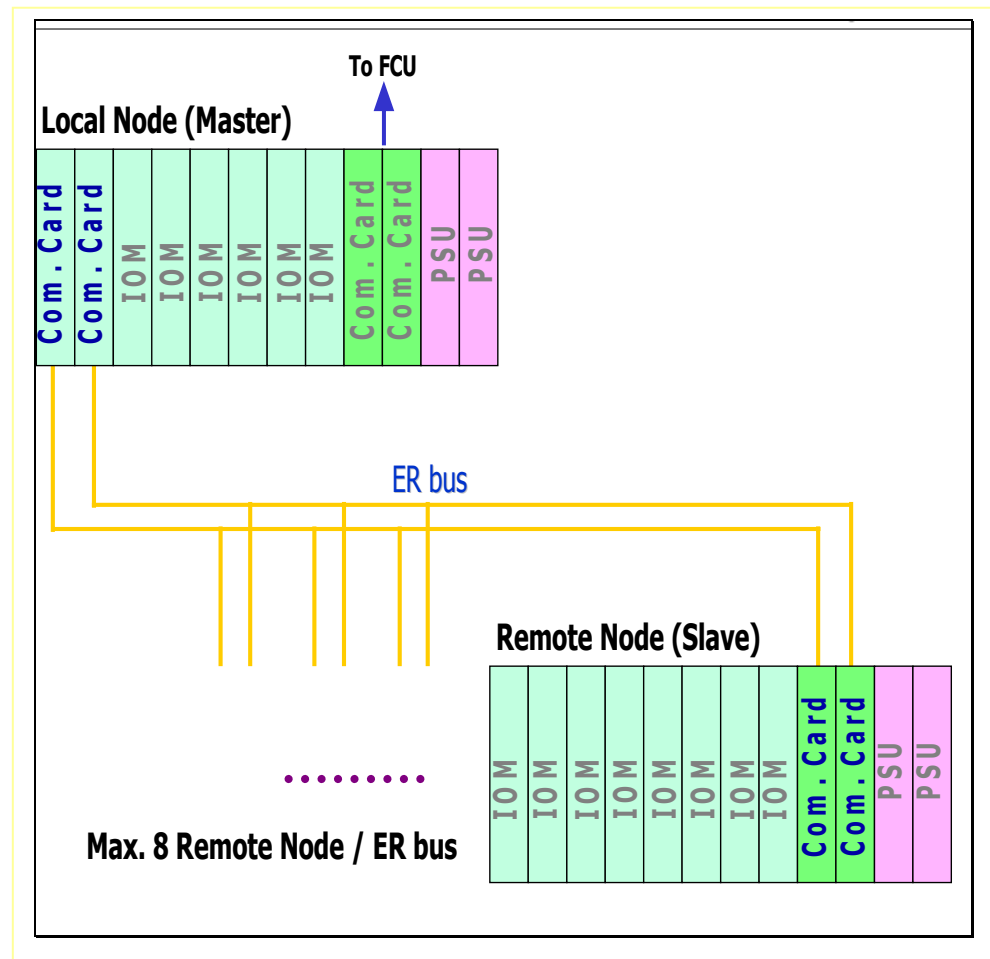 To FCU
Local Node (Master)
Com.Card
Com.Card
IOM
IOM
IOM
IOM
IOM
IOM
Com.Card
Com.Card
PSU
PSU
ER bus
Remote Node (Slave)
IOM
IOM
IOM
IOM
IOM
IOM
IOM
IOM
Com.Card
Com.Card
PSU
PSU
Max. 8 Remote Node / ER bus